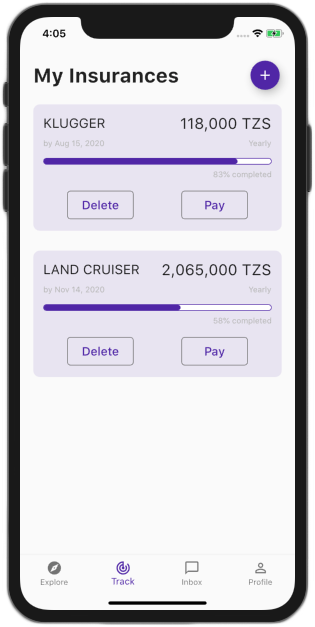 4:05
My Insurances
+
KLUGGER 118,000 TZS
by Aug 15, 2020 Yearly
83% completed
Delete Pay
LAND CRUISER 2,065,000 TZS
by Nov 14, 2020 Yearly
58% completed
Delete Pay
Explore Track Inbox Profile